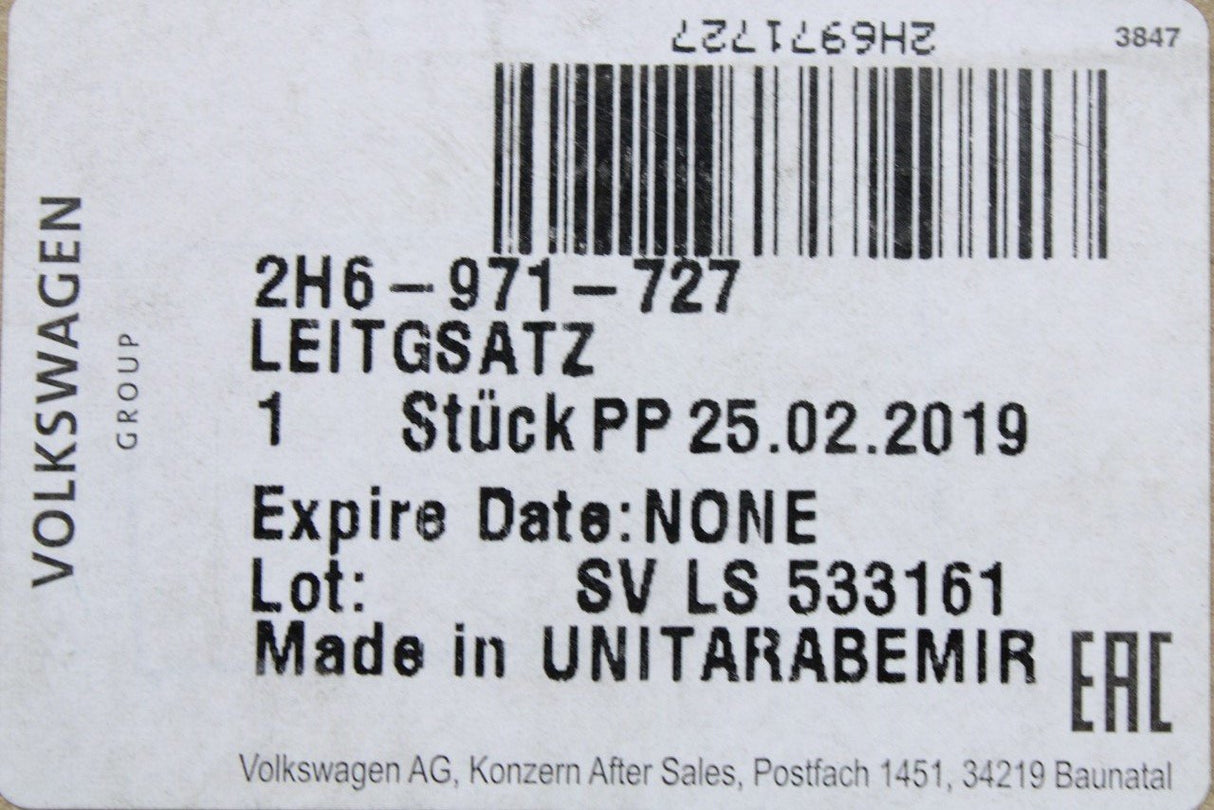 2H6971727
3847
VOLKSWAGEN
GROUP
2H6-971-727
LEITGSATZ
1 Stück PP 25.02.2019
Expire Date:NONE
Lot: SV LS 533161
Made in UNITARABEMIR
EAC
Volkswagen AG, Konzern After Sales, Postfach 1451, 34219 Baunatal